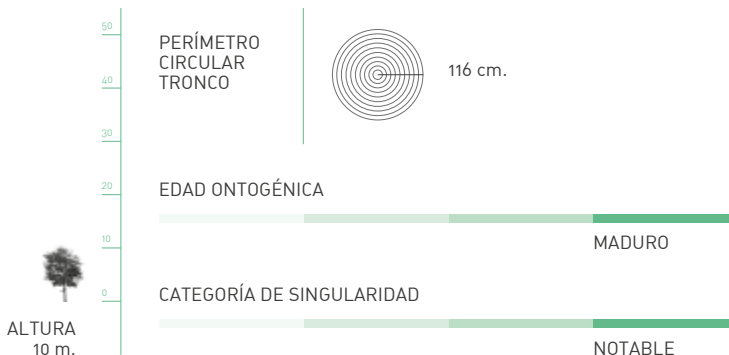 50
40
30
20
10
0
ALTURA
10 m.
PERÍMETRO
CIRCULAR
TRONCO
116 cm.
EDAD ONTOGÉNICA
MADURO
CATEGORÍA DE SINGULARIDAD
NOTABLE